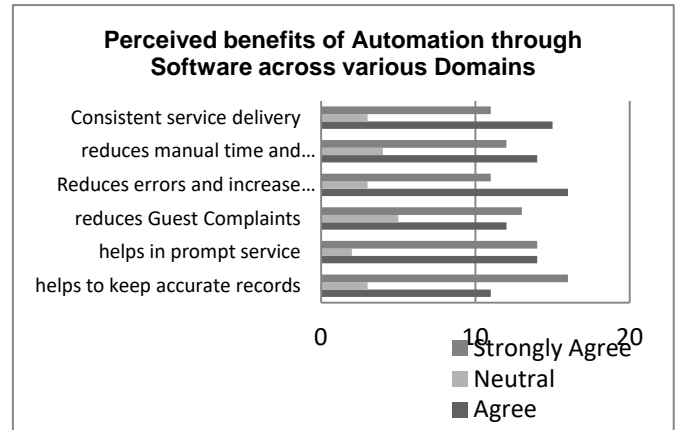 Perceived benefits of Automation through
Software across various Domains
Consistent service delivery
reduces manual time and...
Reduces errors and increase...
reduces Guest Complaints
helps in prompt service
helps to keep accurate records
0 10 20
Strongly Agree
Neutral
Agree